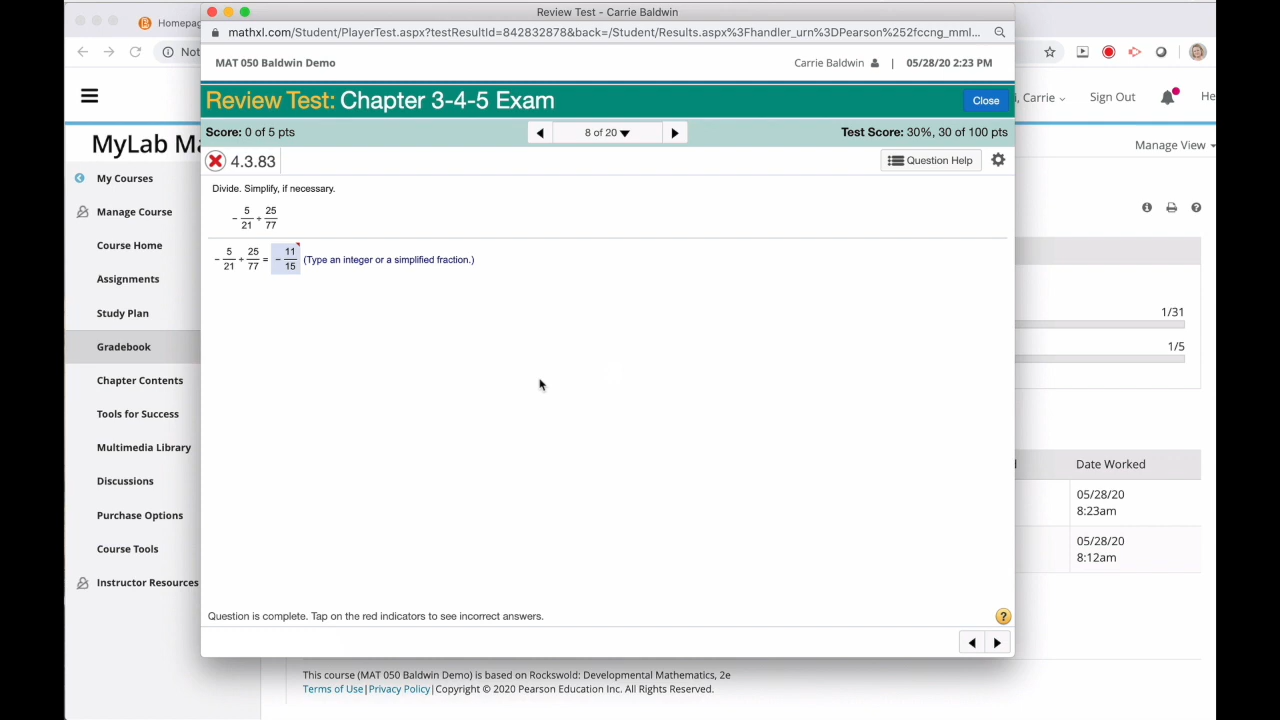 Review Test - Carrie Baldwin
Homepag
mathxl.com/Student/PlayerTest.aspx?testResultId=842832878&back=/Student/Results.aspx%3Fhandler_urn%3DPearson%252fccng_mml...
Not
MAT 050 Baldwin Demo
Carrie Baldwin | 05/28/20 2:23 PM
i, Carrie
Sign Out
He
Review Test: Chapter 3-4-5 Exam
Close
Score: 0 of 5 pts
8 of 20
Test Score: 30%, 30 of 100 pts
MyLab Ma
Manage View
4.3.83
Question Help
My Courses
Manage Course
Course Home
Assignments
Study Plan
Gradebook
Chapter Contents
Tools for Success
Multimedia Library
Discussions
Purchase Options
Course Tools
Instructor Resources
Divide. Simplify, if necessary.
- 5/21 ÷ 25/77
- 5/21 ÷ 25/77 = - 11/15 (Type an integer or a simplified fraction.)
1/31
1/5
Date Worked
05/28/20
8:23am
05/28/20
8:12am
Question is complete. Tap on the red indicators to see incorrect answers.
?
This course (MAT 050 Baldwin Demo) is based on Rockswold: Developmental Mathematics, 2e
Terms of Use|Privacy Policy|Copyright © 2020 Pearson Education Inc. All Rights Reserved.